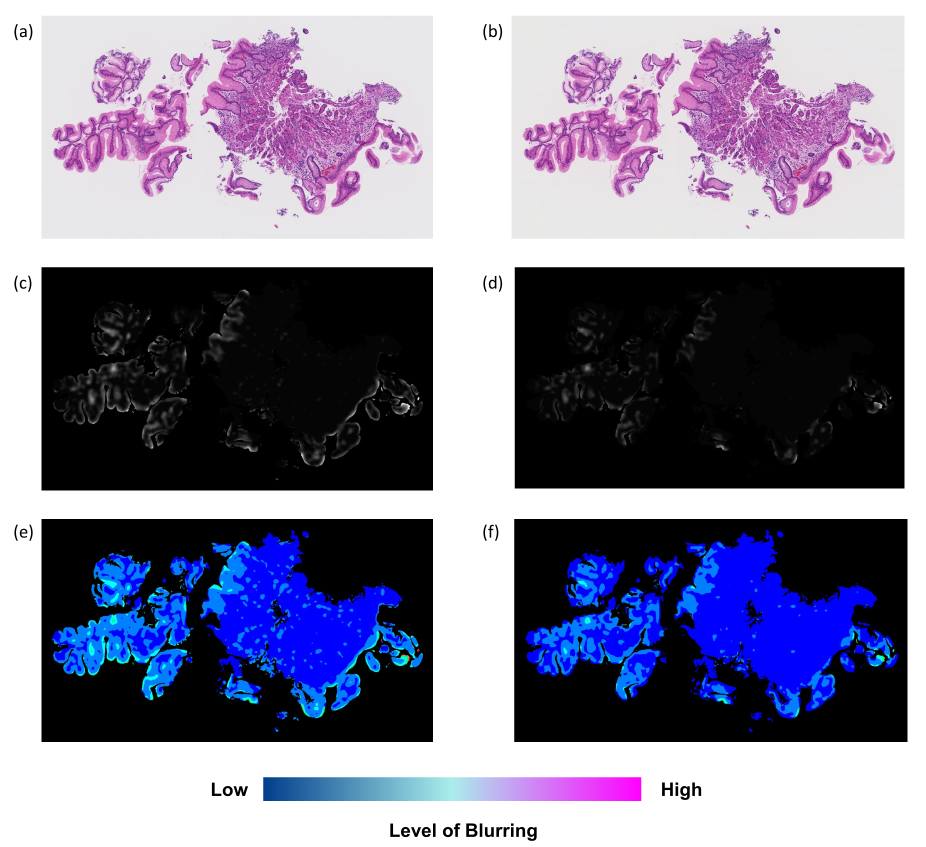 (a)
(b)
(c)
(d)
(e)
(f)
Low
High
Level of Blurring